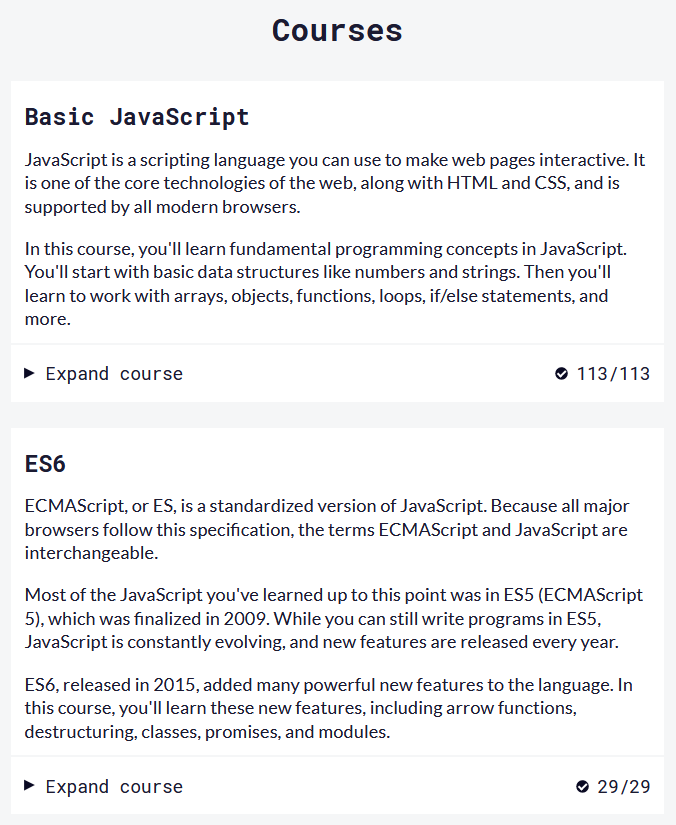 Courses
Basic JavaScript
JavaScript is a scripting language you can use to make web pages interactive. It
is one of the core technologies of the web, along with HTML and CSS, and is
supported by all modern browsers.
In this course, you'll learn fundamental programming concepts in JavaScript.
You'll start with basic data structures like numbers and strings. Then you'll
learn to work with arrays, objects, functions, loops, if/else statements, and
more.
Expand course 113/113
ES6
ECMAScript, or ES, is a standardized version of JavaScript. Because all major
browsers follow this specification, the terms ECMAScript and JavaScript are
interchangeable.
Most of the JavaScript you've learned up to this point was in ES5 (ECMAScript
5), which was finalized in 2009. While you can still write programs in ES5,
JavaScript is constantly evolving, and new features are released every year.
ES6, released in 2015, added many powerful new features to the language. In
this course, you'll learn these new features, including arrow functions,
destructuring, classes, promises, and modules.
Expand course 29/29